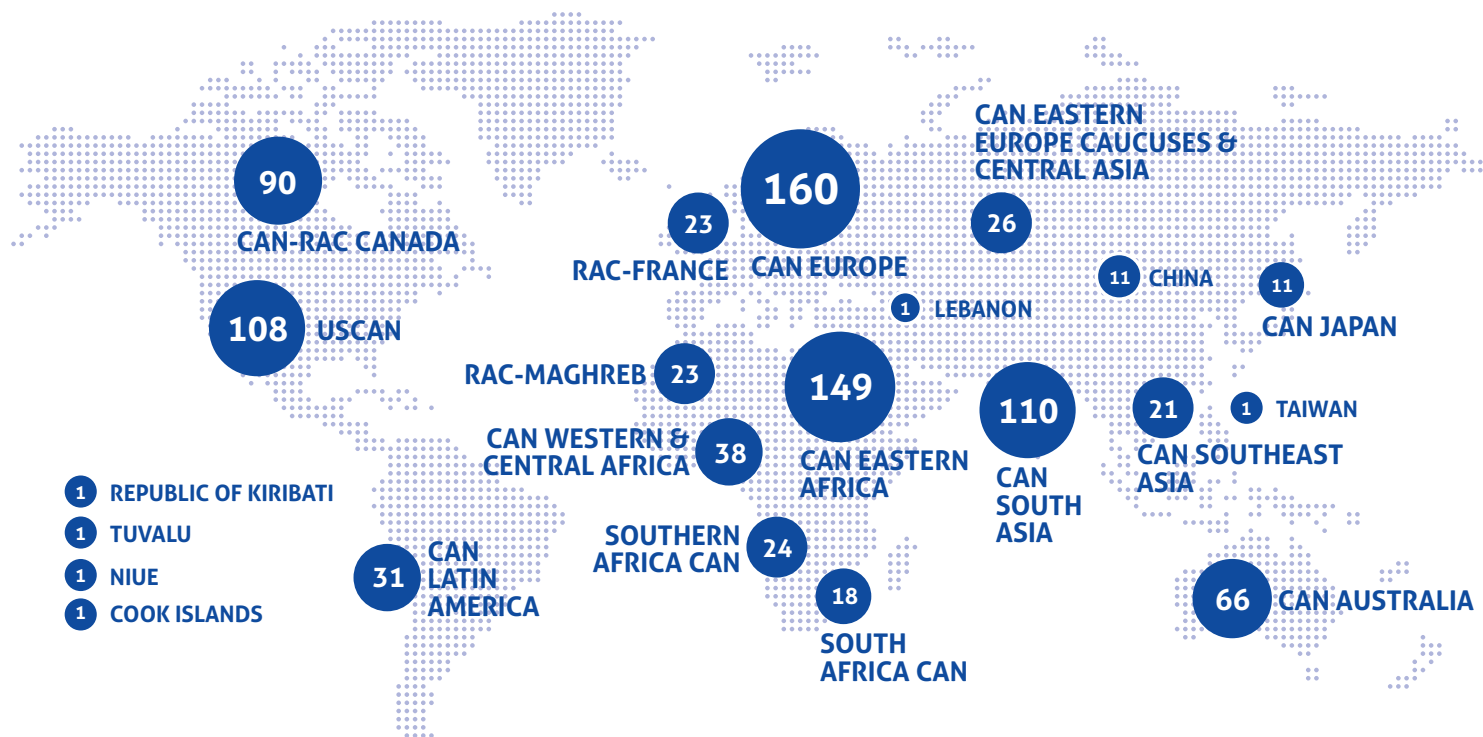 90
CAN-RAC CANADA
108
USCAN
23
RAC-FRANCE
160
CAN EUROPE
CAN EASTERN
EUROPE CAUCUSES &
CENTRAL ASIA
26
11
CHINA
11
CAN JAPAN
1
LEBANON
RAC-MAGHREB
23
149
CAN EASTERN
AFRICA
110
CAN
SOUTH
ASIA
21
CAN SOUTHEAST
ASIA
1
TAIWAN
CAN WESTERN &
CENTRAL AFRICA
38
1 REPUBLIC OF KIRIBATI
1 TUVALU
1 NIUE
1 COOK ISLANDS
31
CAN
LATIN
AMERICA
SOUTHERN
AFRICA CAN
24
18
SOUTH
AFRICA CAN
66
CAN AUSTRALIA